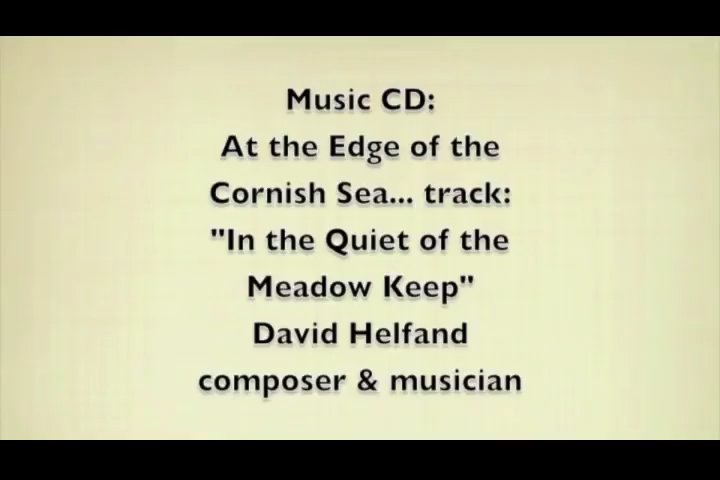 Music CD:
At the Edge of the
Cornish Sea... track:
"In the Quiet of the
Meadow Keep"
David Helfand
composer & musician